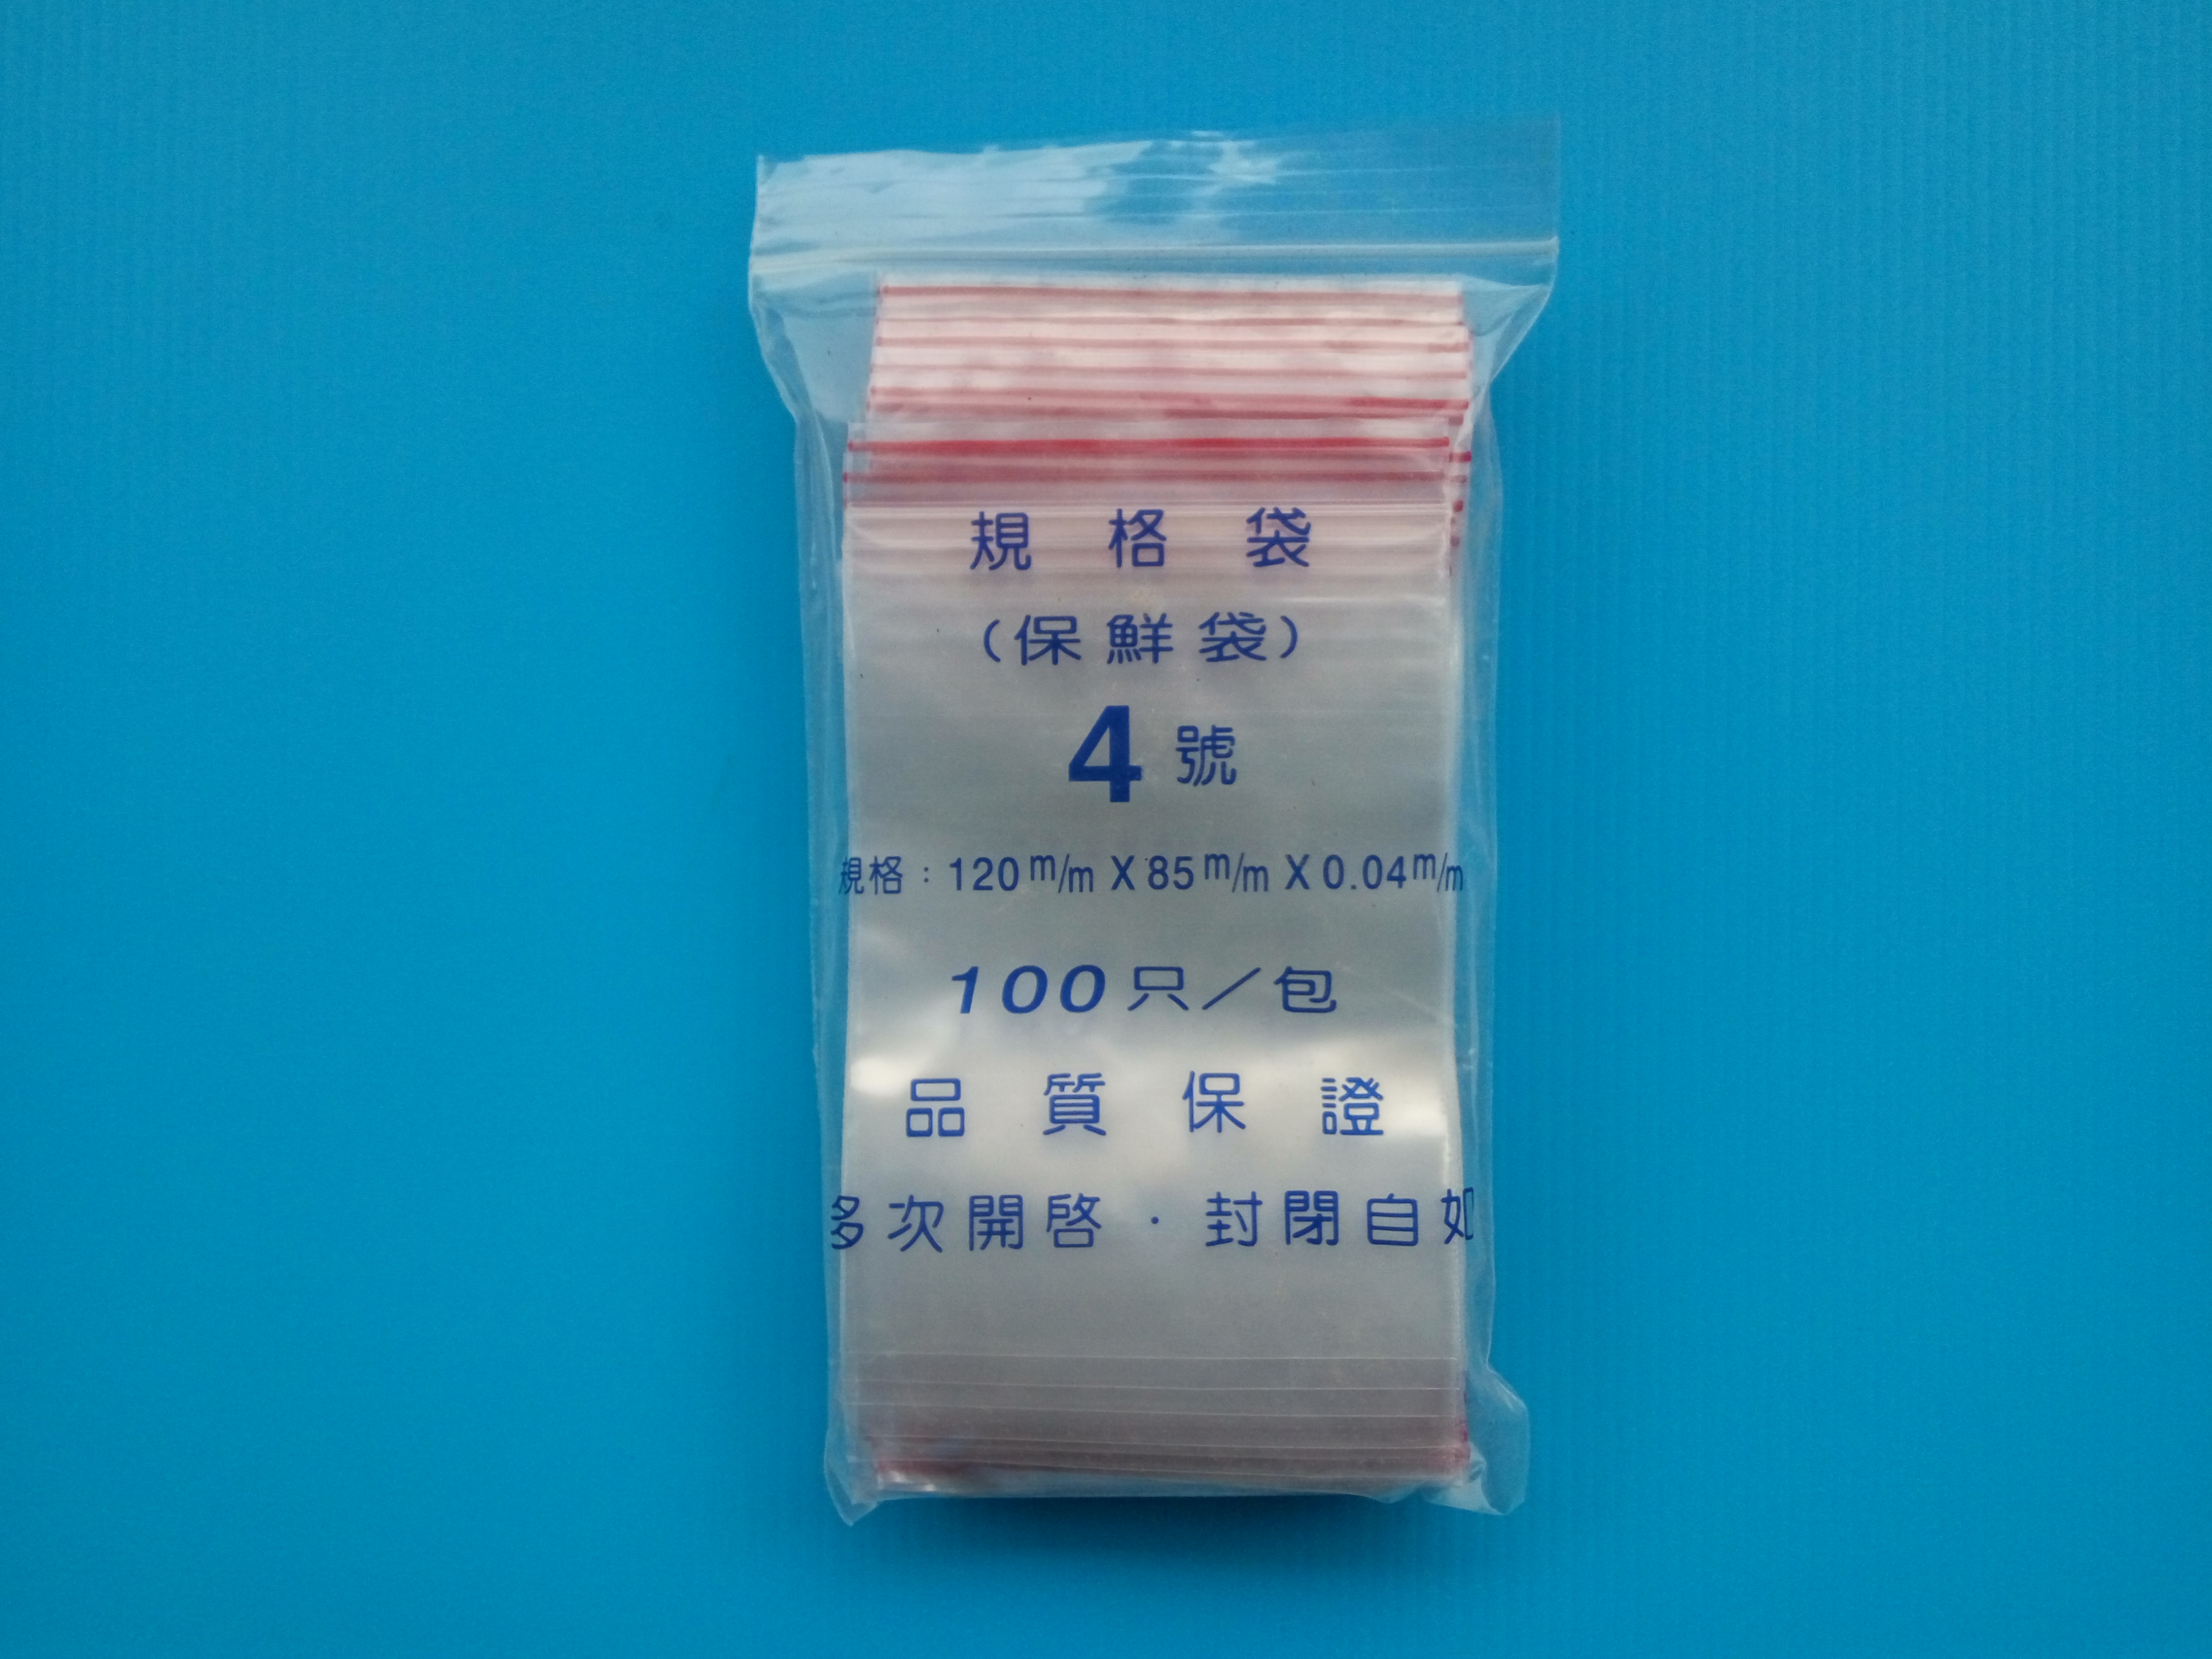 規格袋
（保鮮袋）
4號
規格：120m/m X 85m/m X 0.04m/m
100只／包
品質保證
多次開啓·封閉自如